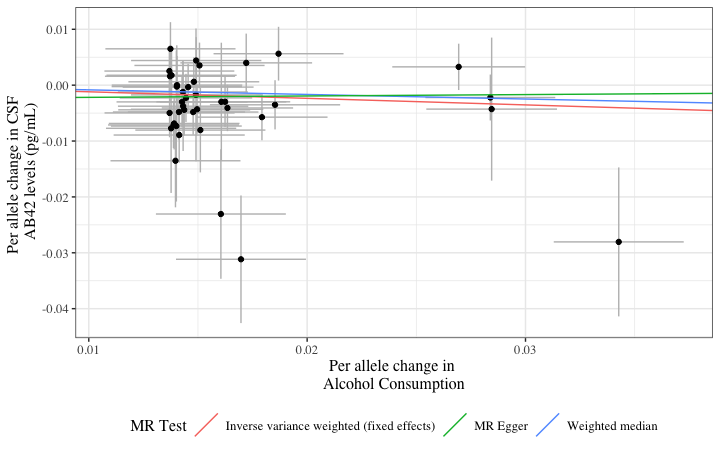 0.01
0.00
-0.01
-0.02
-0.03
-0.04
Per allele change in CSF
AB42 levels (pg/mL)
0.01
0.02
0.03
Per allele change in
Alcohol Consumption
MR Test
Inverse variance weighted (fixed effects)
MR Egger
Weighted median